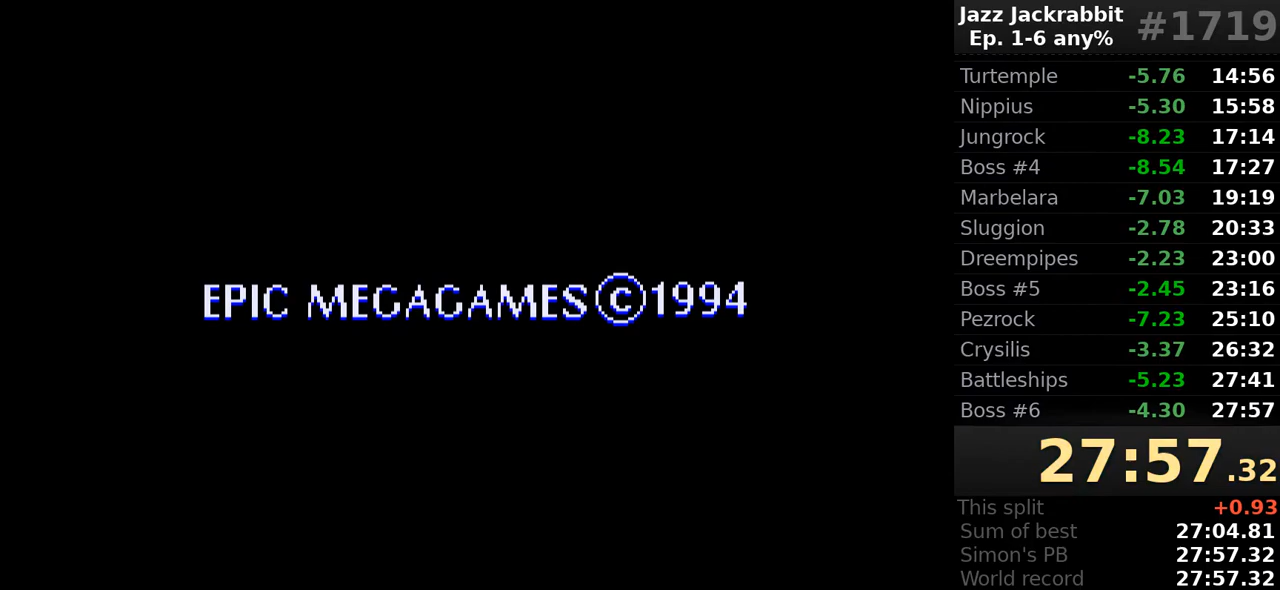 Jazz Jackrabbit
Ep. 1-6 any%
#1719
Turtemple -5.76 14:56
Nippius -5.30 15:58
Jungrock -8.23 17:14
Boss #4 -8.54 17:27
Marbelara -7.03 19:19
Sluggion -2.78 20:33
Dreempipes -2.23 23:00
Boss #5 -2.45 23:16
Pezrock -7.23 25:10
Crysilis -3.37 26:32
Battleships -5.23 27:41
Boss #6 -4.30 27:57
27:57.32
This split +0.93
Sum of best 27:04.81
Simon's PB 27:57.32
World record 27:57.32
EPIC MEGAGAMES©1994